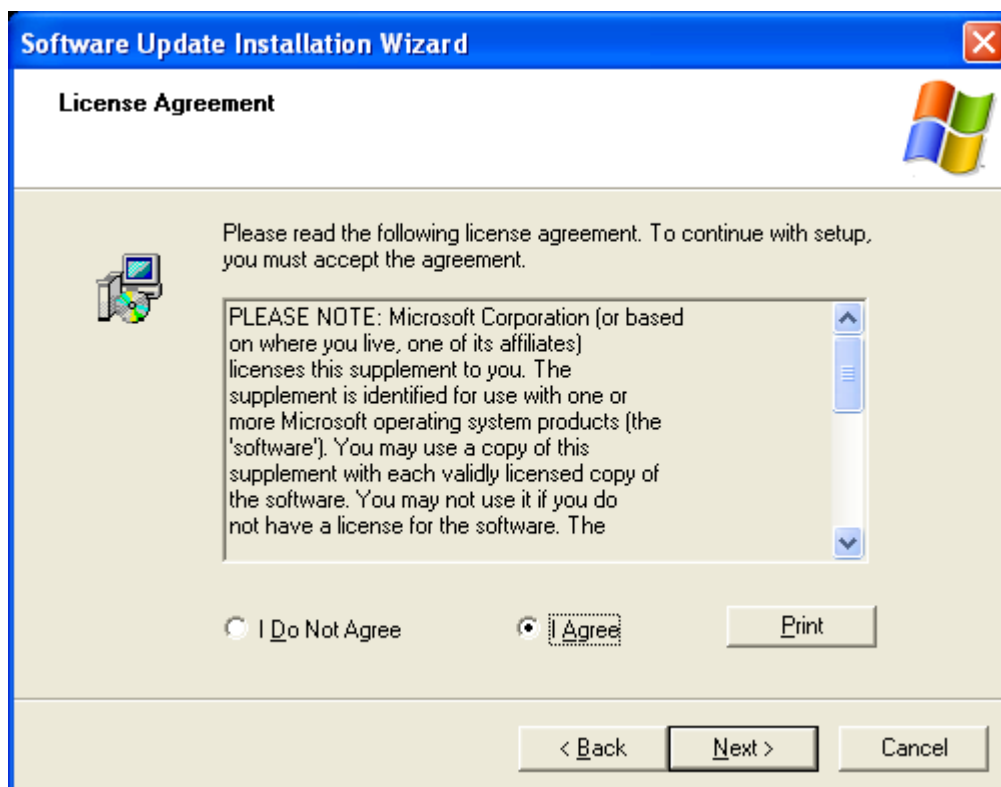 Software Update Installation Wizard
License Agreement
Please read the following license agreement. To continue with setup,
you must accept the agreement.
PLEASE NOTE: Microsoft Corporation (or based
on where you live, one of its affiliates)
licenses this supplement to you. The
supplement is identified for use with one or
more Microsoft operating system products (the
'software'). You may use a copy of this
supplement with each validly licensed copy of
the software. You may not use it if you do
not have a license for the software. The
I Do Not Agree
I Agree
Print
< Back
Next >
Cancel